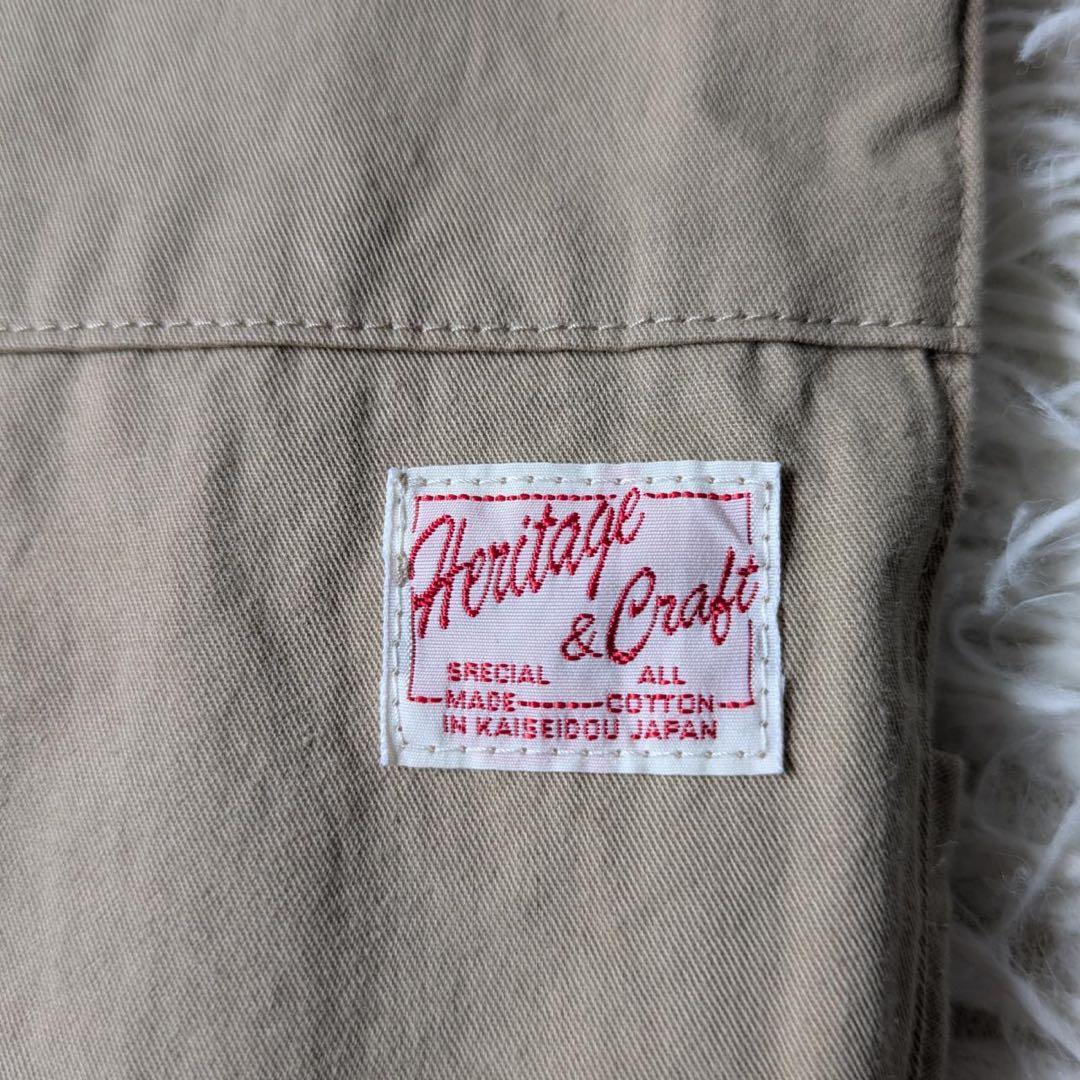 Heritage
& Craft
SRECIAL ALL
MADE COTTON
IN KAISEIDOU JAPAN